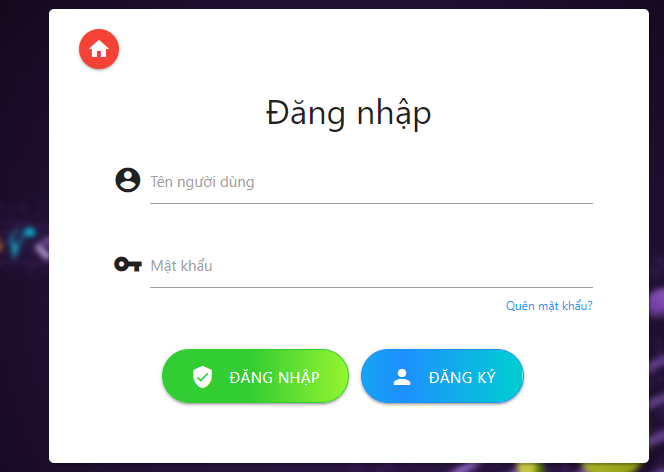 Đăng nhập
Tên người dùng
Mật khẩu
Quên mật khẩu?
ĐĂNG NHẬP
ĐĂNG KÝ